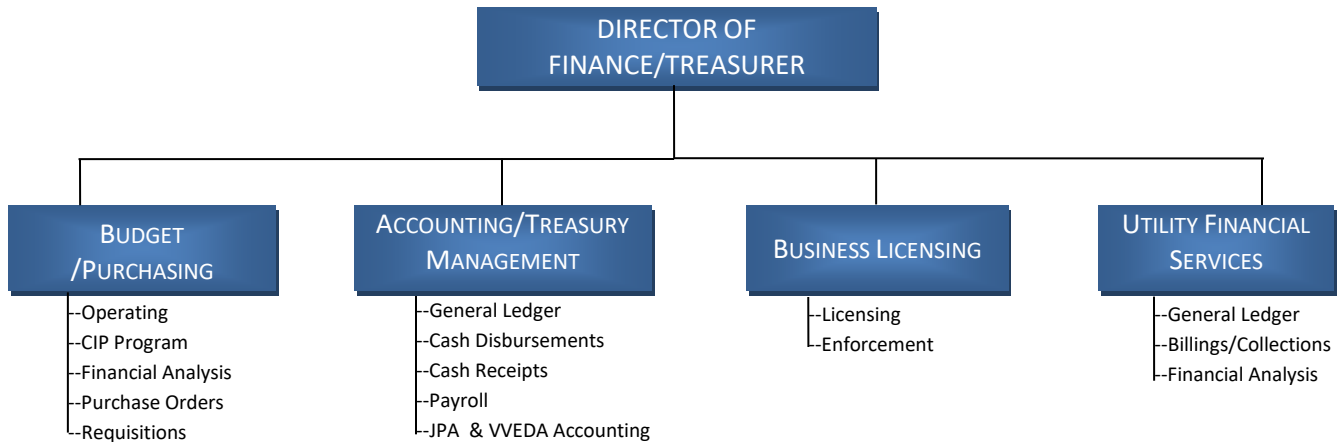 DIRECTOR OF
FINANCE/TREASURER
BUDGET
/PURCHASING
--Operating
--CIP Program
--Financial Analysis
--Purchase Orders
--Requisitions
ACCOUNTING/TREASURY
MANAGEMENT
--General Ledger
--Cash Disbursements
--Cash Receipts
--Payroll
--JPA & VVEDA Accounting
BUSINESS LICENSING
--Licensing
--Enforcement
UTILITY FINANCIAL
SERVICES
--General Ledger
--Billings/Collections
--Financial Analysis